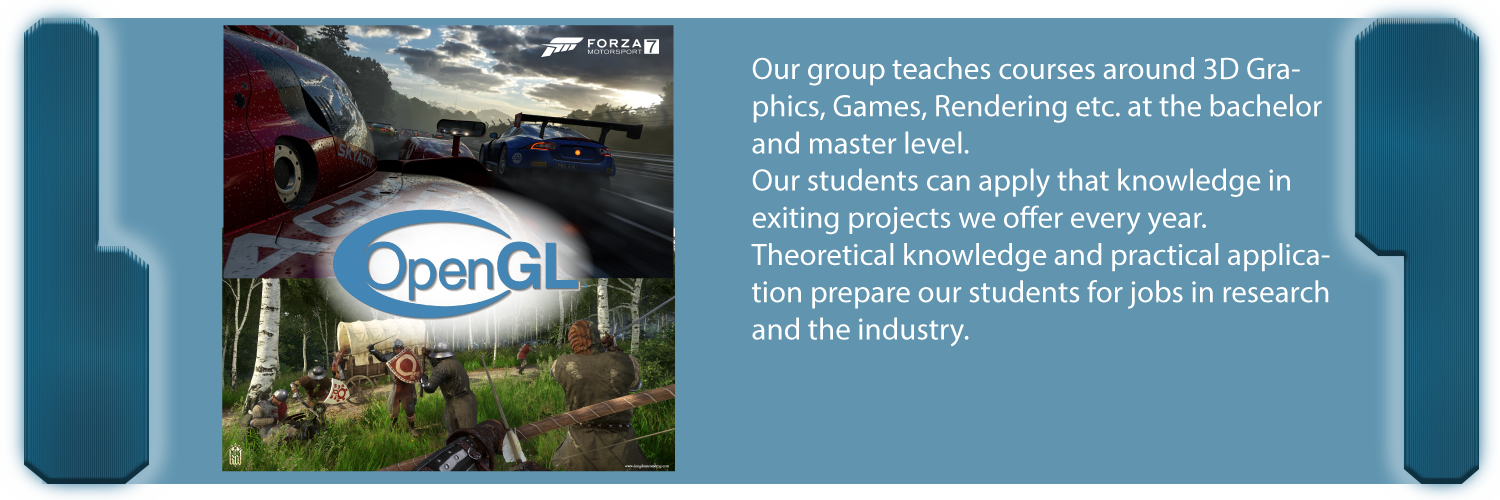 FORZA 7
MOTORSPORT
OpenGL
Our group teaches courses around 3D Gra-
phics, Games, Rendering etc. at the bachelor
and master level.
Our students can apply that knowledge in
exiting projects we offer every year.
Theoretical knowledge and practical applica-
tion prepare our students for jobs in research
and the industry.